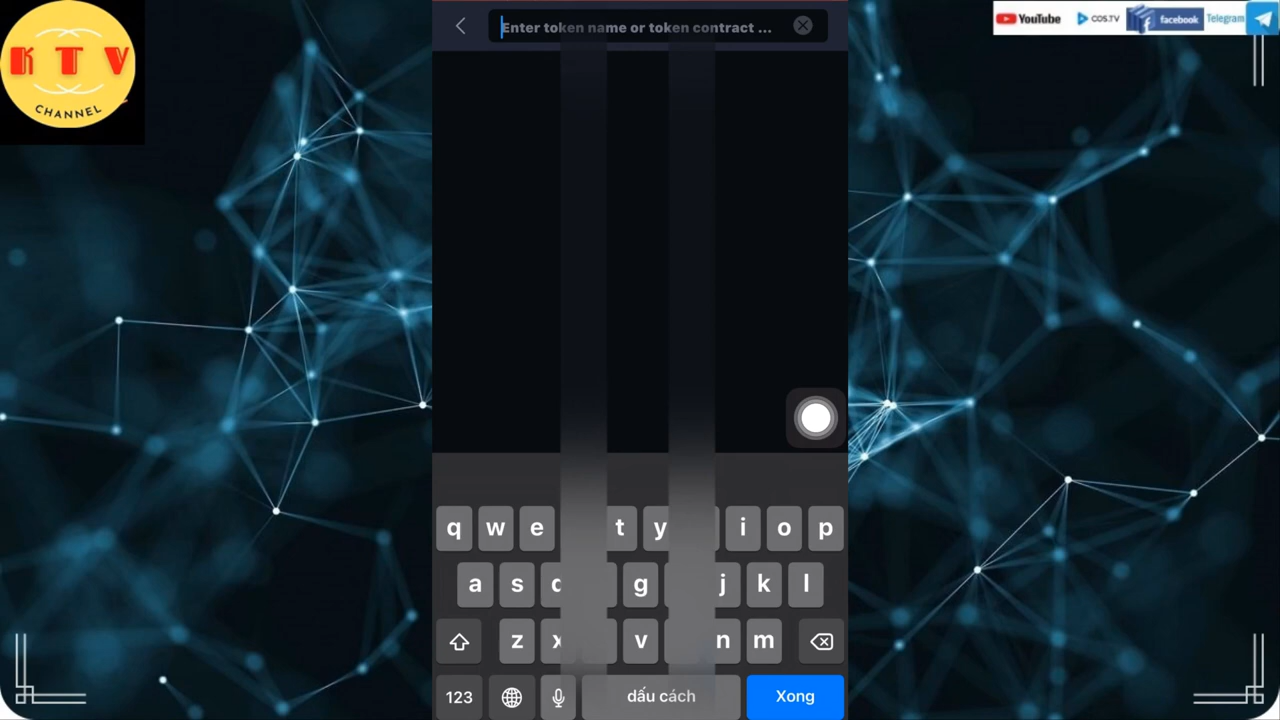 K T V
CHANNEL
YouTube COS.TV facebook Telegram
Enter token name or token contract ...
q w e t y i o p
a s d g j k l
z x v n m
123 dấu cách Xong